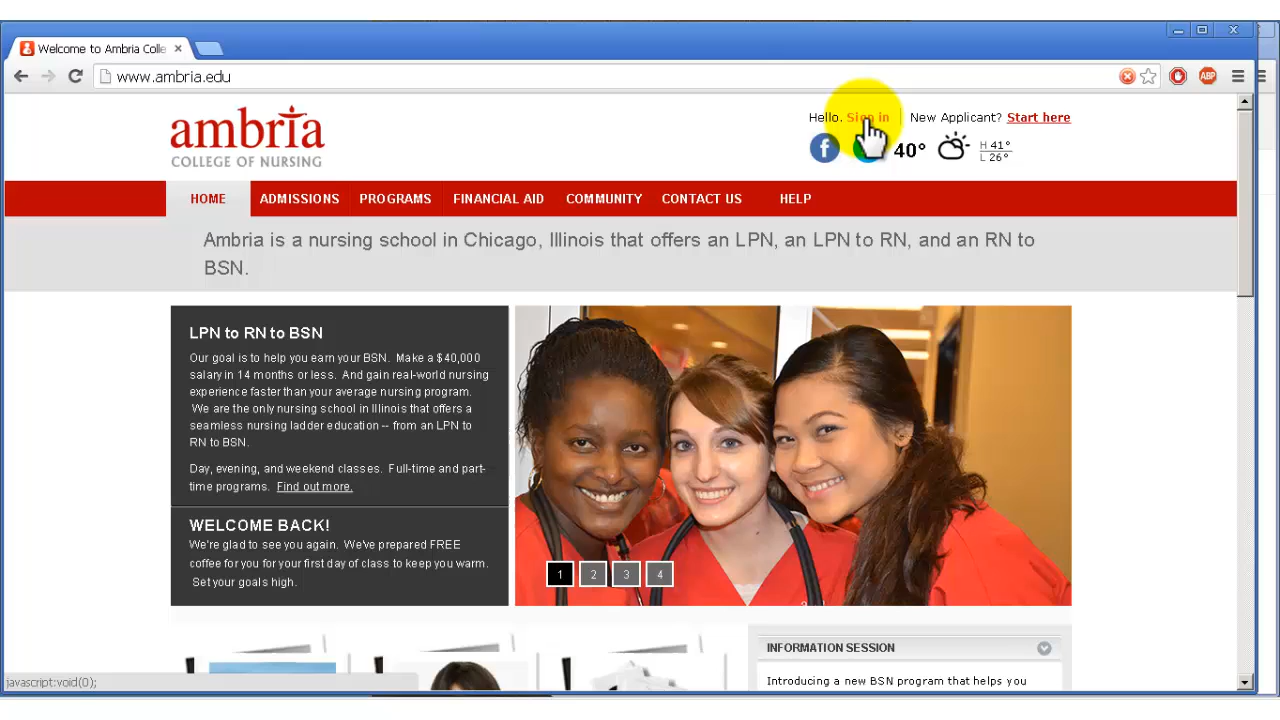 Welcome to Ambria Colle
www.ambria.edu
ABP
ambria
COLLEGE OF NURSING
Hello. Sign in
New Applicant? Start here
f
40°
H 41°
L 26°
HOME ADMISSIONS PROGRAMS FINANCIAL AID COMMUNITY CONTACT US HELP
Ambria is a nursing school in Chicago, Illinois that offers an LPN, an LPN to RN, and an RN to
BSN.
LPN to RN to BSN
Our goal is to help you earn your BSN. Make a $40,000
salary in 14 months or less. And gain real-world nursing
experience faster than your average nursing program.
We are the only nursing school in Illinois that offers a
seamless nursing ladder education -- from an LPN to
RN to BSN.
Day, evening, and weekend classes. Full-time and part-
time programs. Find out more.
WELCOME BACK!
We're glad to see you again. We've prepared FREE
coffee for you for your first day of class to keep you warm.
Set your goals high.
1 2 3 4
INFORMATION SESSION
Introducing a new BSN program that helps you
javascript:void(0);